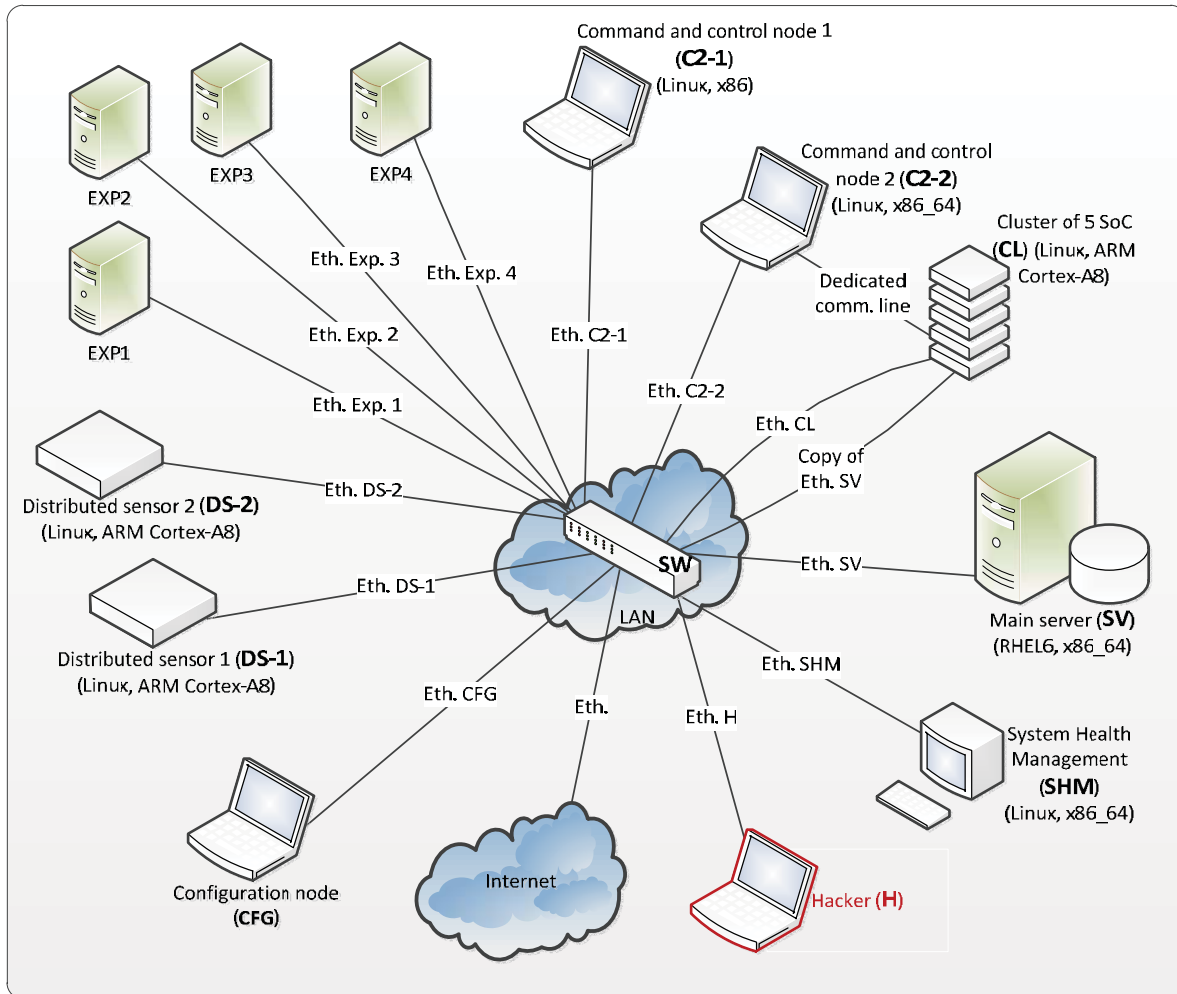 Command and control node 1
(C2-1)
(Linux, x86)
EXP2
EXP3
EXP4
Command and control
node 2 (C2-2)
(Linux, x86_64)
Cluster of 5 SoC
(CL) (Linux, ARM
Cortex-A8)
Dedicated
comm. line
EXP1
Eth. Exp. 3
Eth. Exp. 4
Eth. Exp. 2
Eth. C2-1
Eth. Exp. 1
Eth. C2-2
Eth. CL
Copy of
Eth. SV
Distributed sensor 2 (DS-2)
(Linux, ARM Cortex-A8)
Eth. DS-2
SW
LAN
Eth. SV
Main server (SV)
(RHEL6, x86_64)
Eth. DS-1
Distributed sensor 1 (DS-1)
(Linux, ARM Cortex-A8)
Eth. CFG
Eth.
Eth. H
Eth. SHM
System Health
Management
(SHM)
(Linux, x86_64)
Configuration node
(CFG)
Internet
Hacker (H)